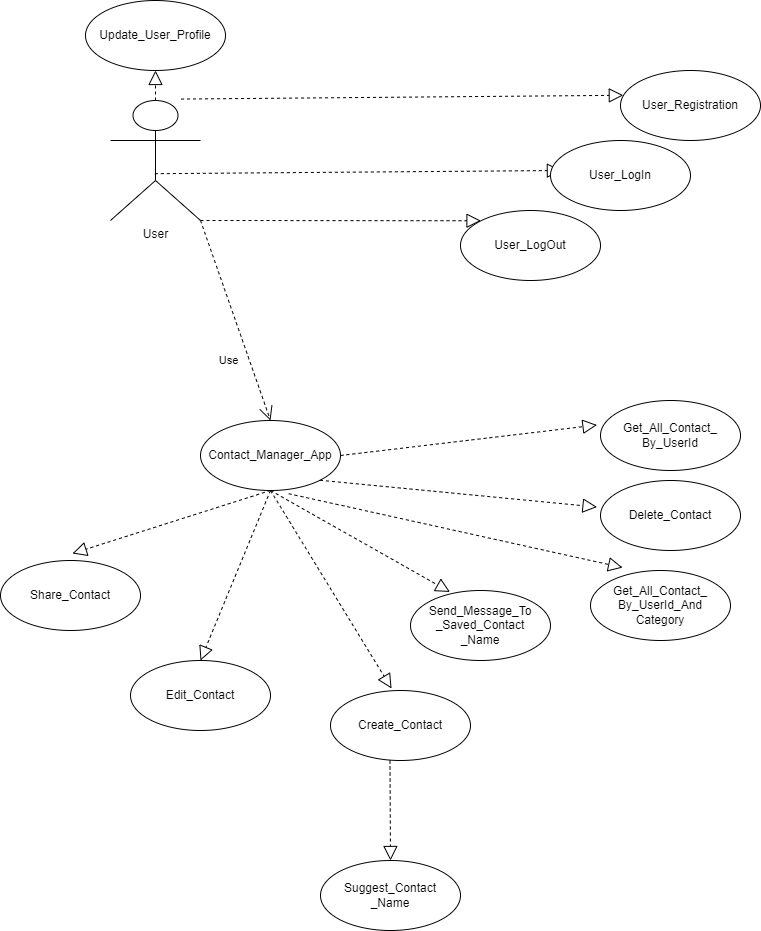 Update_User_Profile
User_Registration
User_LogIn
User
User_LogOut
Use
Contact_Manager_App
Get_All_Contact_
By_UserId
Delete_Contact
Share_Contact
Send_Message_To
_Saved_Contact
_Name
Get_All_Contact_
By_UserId_And
Category
Edit_Contact
Create_Contact
Suggest_Contact
_Name